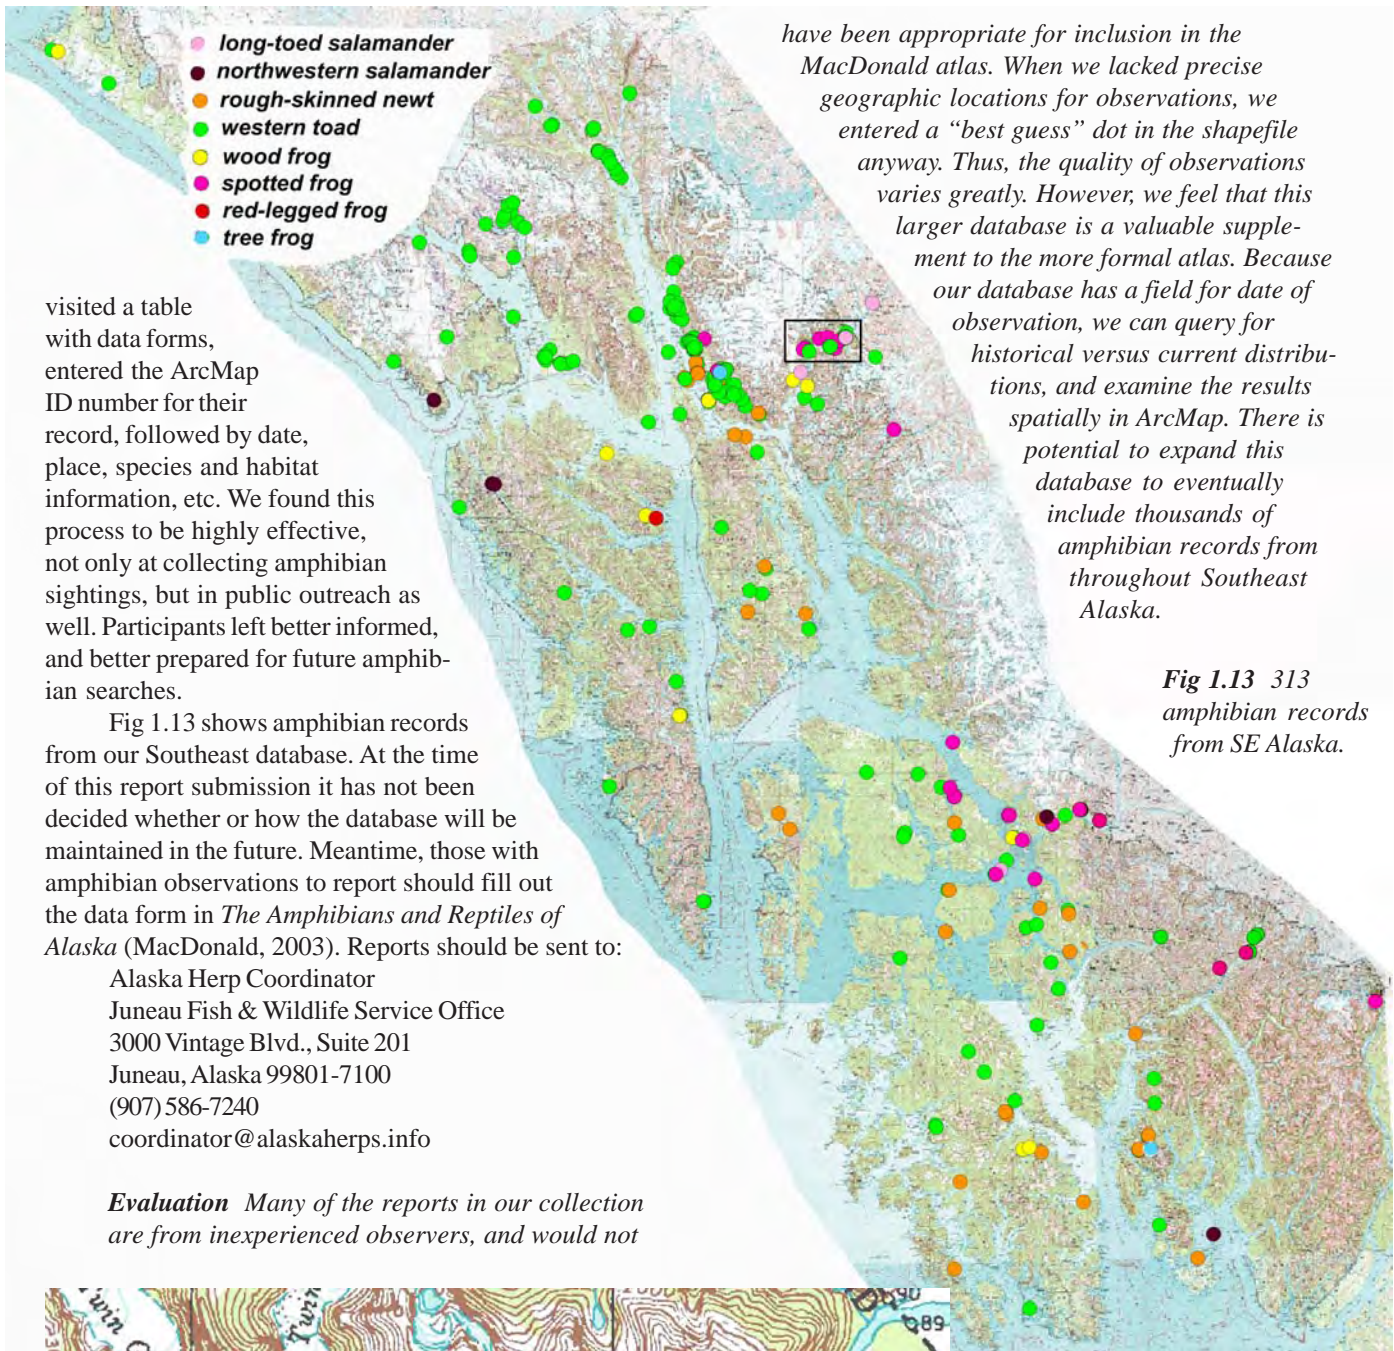 long-toed salamander
northwestern salamander
rough-skinned newt
western toad
wood frog
spotted frog
red-legged frog
tree frog
visited a table
with data forms,
entered the ArcMap
ID number for their
record, followed by date,
place, species and habitat
information, etc. We found this
process to be highly effective,
not only at collecting amphibian
sightings, but in public outreach as
well. Participants left better informed,
and better prepared for future amphib-
ian searches.
Fig 1.13 shows amphibian records
from our Southeast database. At the time
of this report submission it has not been
decided whether or how the database will be
maintained in the future. Meantime, those with
amphibian observations to report should fill out
the data form in The Amphibians and Reptiles of
Alaska (MacDonald, 2003). Reports should be sent to:
Alaska Herp Coordinator
Juneau Fish & Wildlife Service Office
3000 Vintage Blvd., Suite 201
Juneau, Alaska 99801-7100
(907) 586-7240
coordinator@alaskaherps.info
Evaluation Many of the reports in our collection
are from inexperienced observers, and would not
have been appropriate for inclusion in the
MacDonald atlas. When we lacked precise
geographic locations for observations, we
entered a “best guess” dot in the shapefile
anyway. Thus, the quality of observations
varies greatly. However, we feel that this
larger database is a valuable supple-
ment to the more formal atlas. Because
our database has a field for date of
observation, we can query for
historical versus current distribu-
tions, and examine the results
spatially in ArcMap. There is
potential to expand this
database to eventually
include thousands of
amphibian records from
throughout Southeast
Alaska.
Fig 1.13 313
amphibian records
from SE Alaska.
Twin
90
89